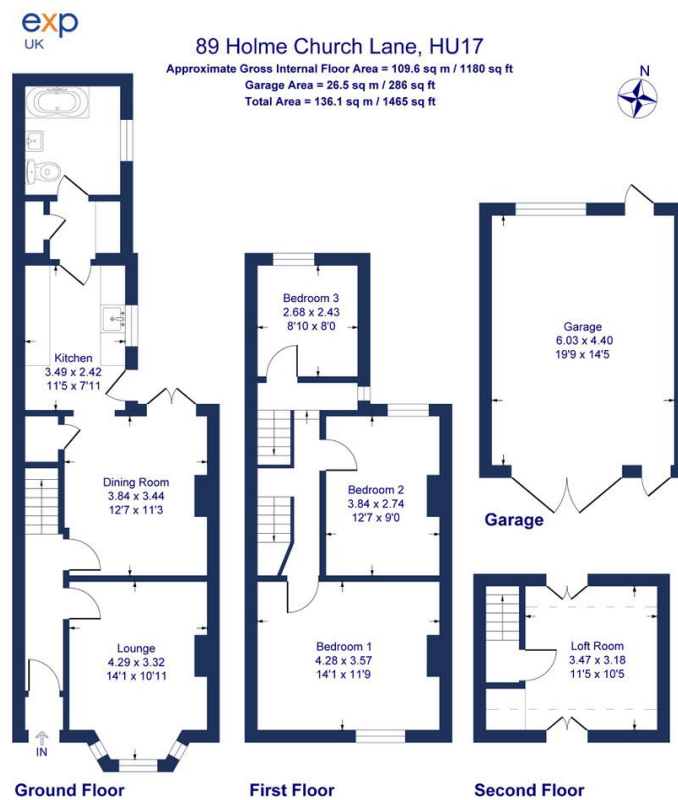 exp
UK
89 Holme Church Lane, HU17
Approximate Gross Internal Floor Area = 109.6 sq m / 1180 sq ft
Garage Area = 26.5 sq m / 286 sq ft
Total Area = 136.1 sq m / 1465 sq ft
N
Kitchen
3.49 x 2.42
11'5 x 7'11
Dining Room
3.84 x 3.44
12'7 x 11'3
Lounge
4.29 x 3.32
14'1 x 10'11
IN
Ground Floor
Bedroom 3
2.68 x 2.43
8'10 x 8'0
Bedroom 2
3.84 x 2.74
12'7 x 9'0
Bedroom 1
4.28 x 3.57
14'1 x 11'9
First Floor
Garage
6.03 x 4.40
19'9 x 14'5
Garage
Loft Room
3.47 x 3.18
11'5 x 10'5
Second Floor